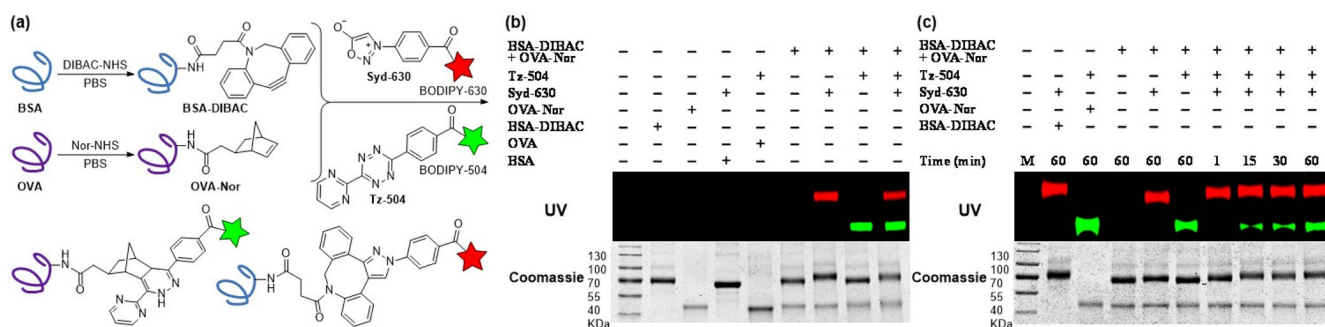 (a)
DIBAC-NHS
PBS
BSA
BSA-DIBAC
NH
O
O
N
Nor-NHS
PBS
OVA
OVA-Nor
H
N
O
Syd-630
BODIPY-630
Tz-504
BODIPY-504
(b)
BSA-DIBAC + OVA-Nor – – – – – – + + + +
Tz-504 – – – – – + – – + +
Syd-630 – – – – + – – + – +
OVA-Nor – – – + – – – – – –
BSA-DIBAC – – + – – – – – – –
OVA – – – – – + – – – –
BSA – – – – + – – – – –
UV
Coomassie
130
100
70
55
40
KDa
(c)
BSA-DIBAC + OVA-Nor – – – + + + + + + +
Tz-504 – – + – – + + + + +
Syd-630 – + – – + – + + + +
OVA-Nor – – + – – – – – – –
BSA-DIBAC – + – – – – – – – –
Time (min) M 60 60 60 60 60 1 15 30 60
UV
Coomassie
130
100
70
55
40
KDa